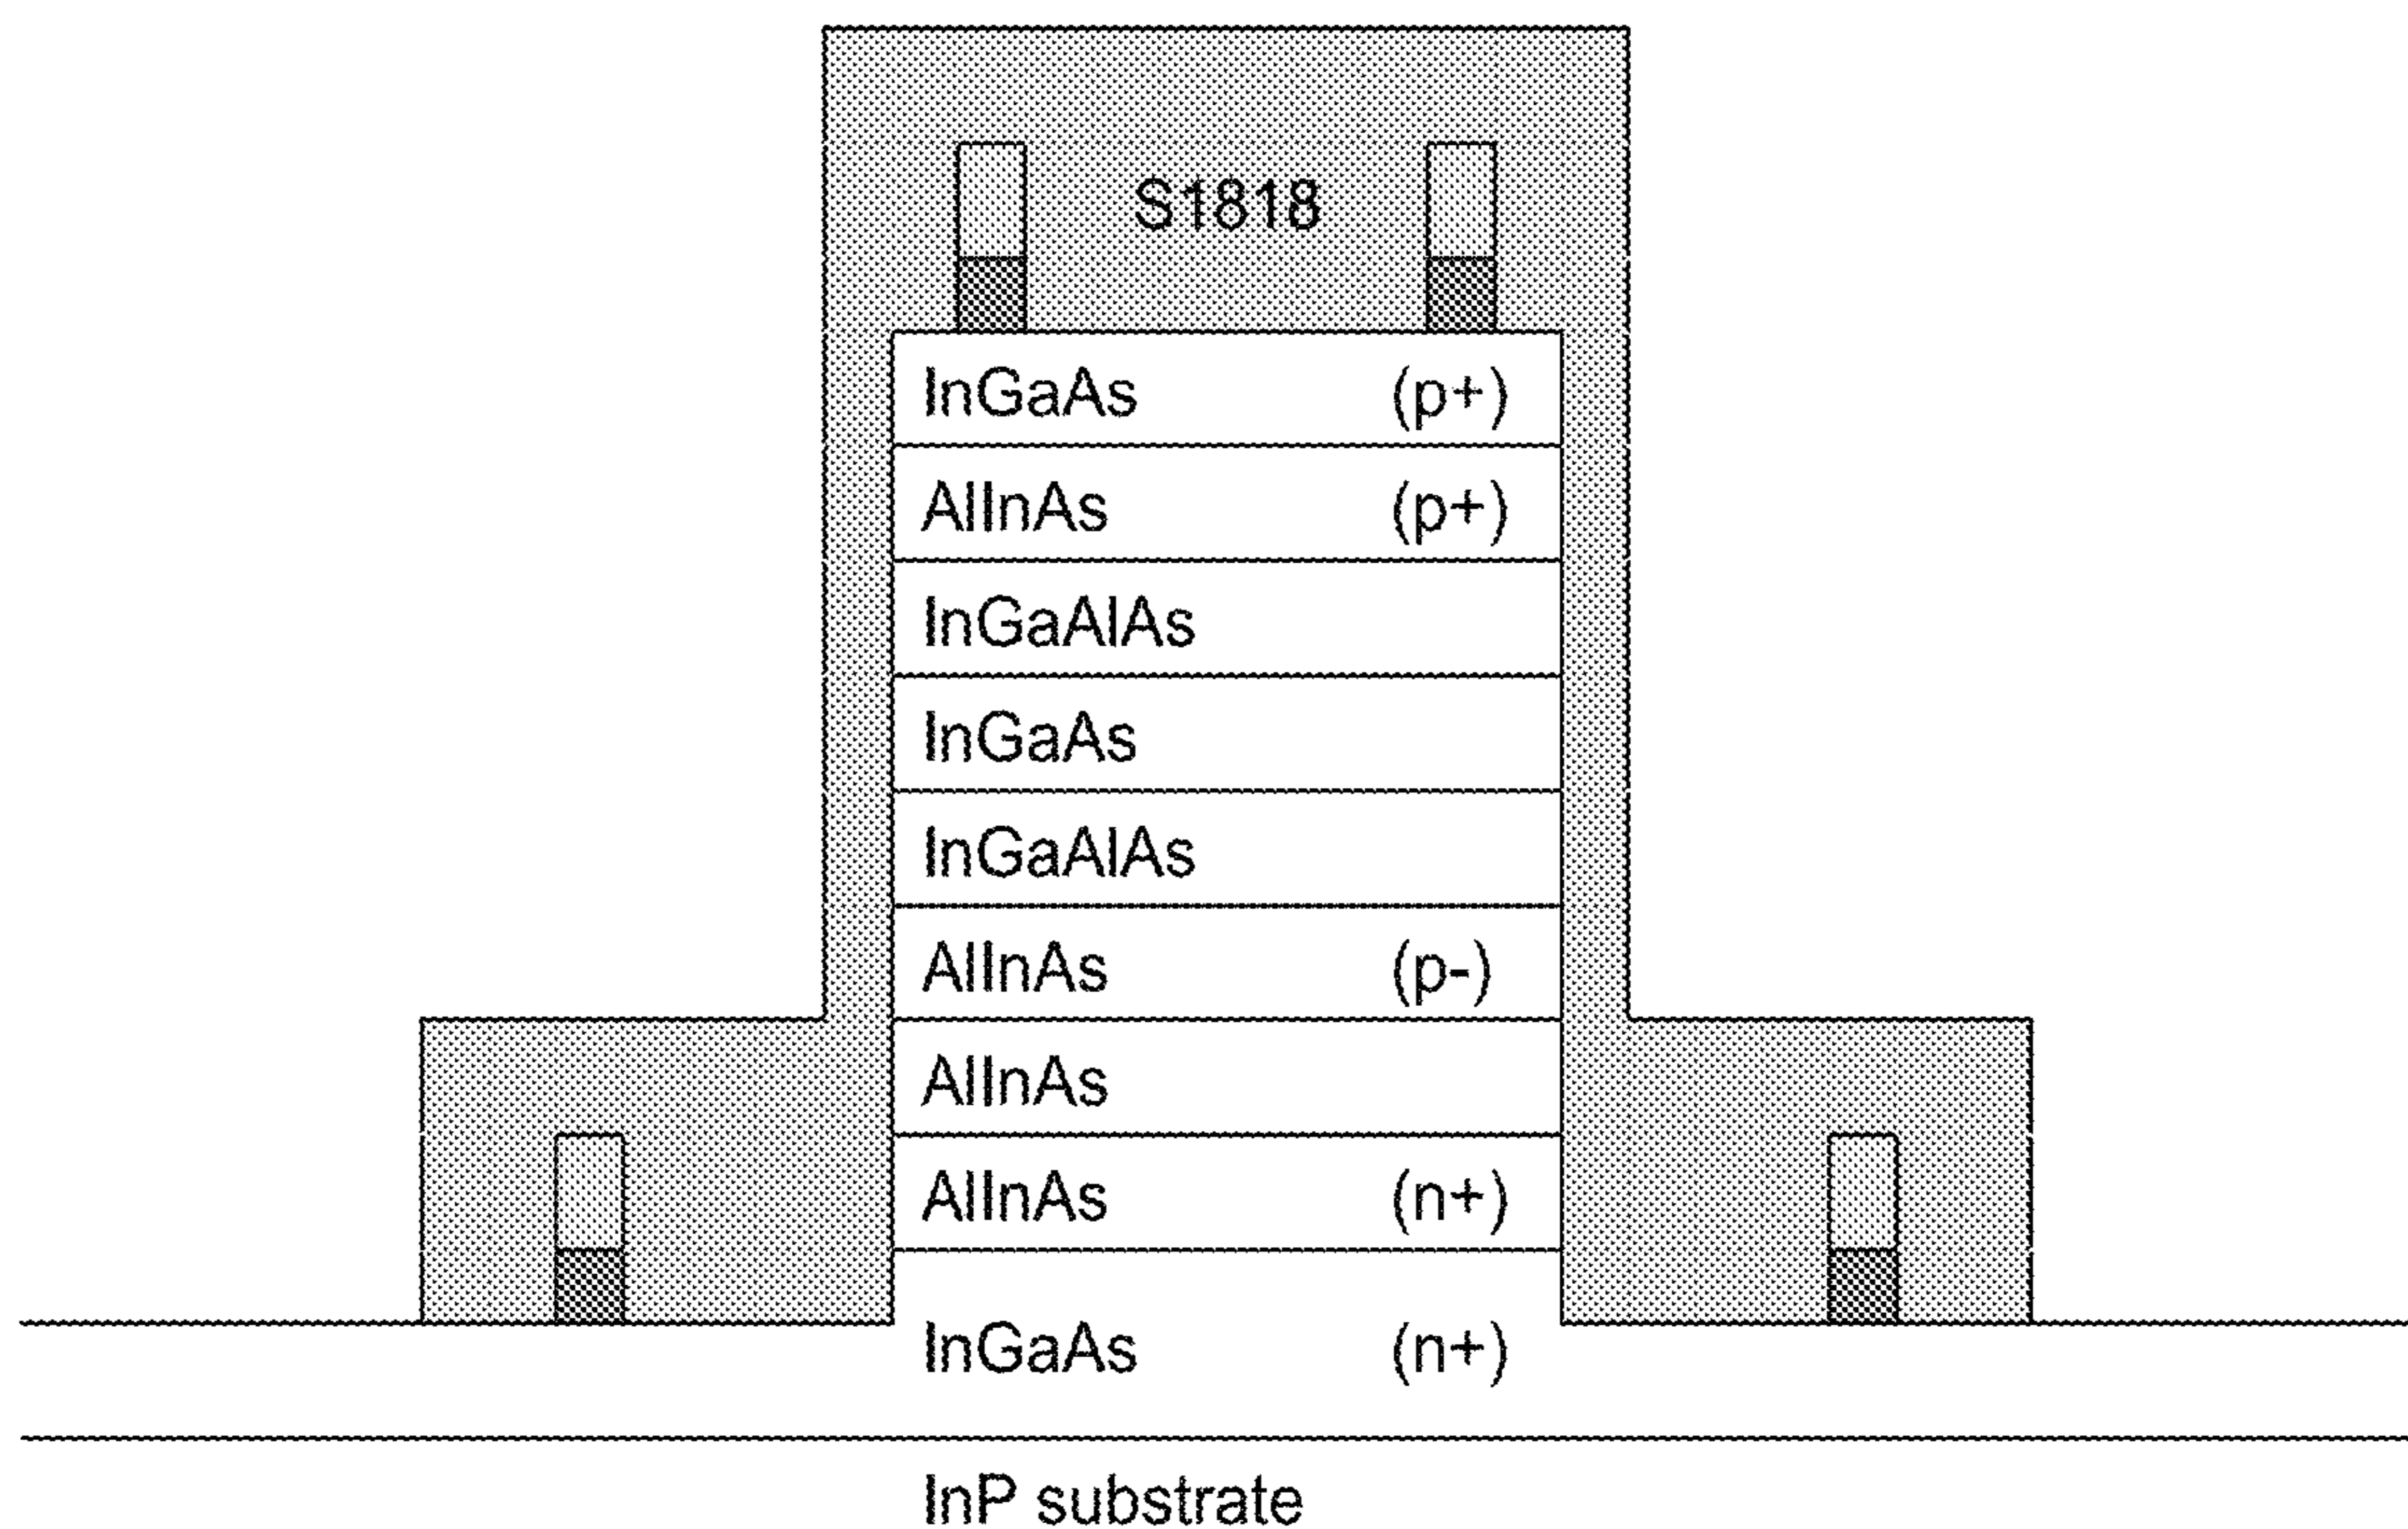 S1818
InGaAs (p+)
AlInAs (p+)
InGaAlAs
InGaAs
InGaAlAs
AlInAs (p-)
AlInAs
AlInAs (n+)
InGaAs (n+)
InP substrate